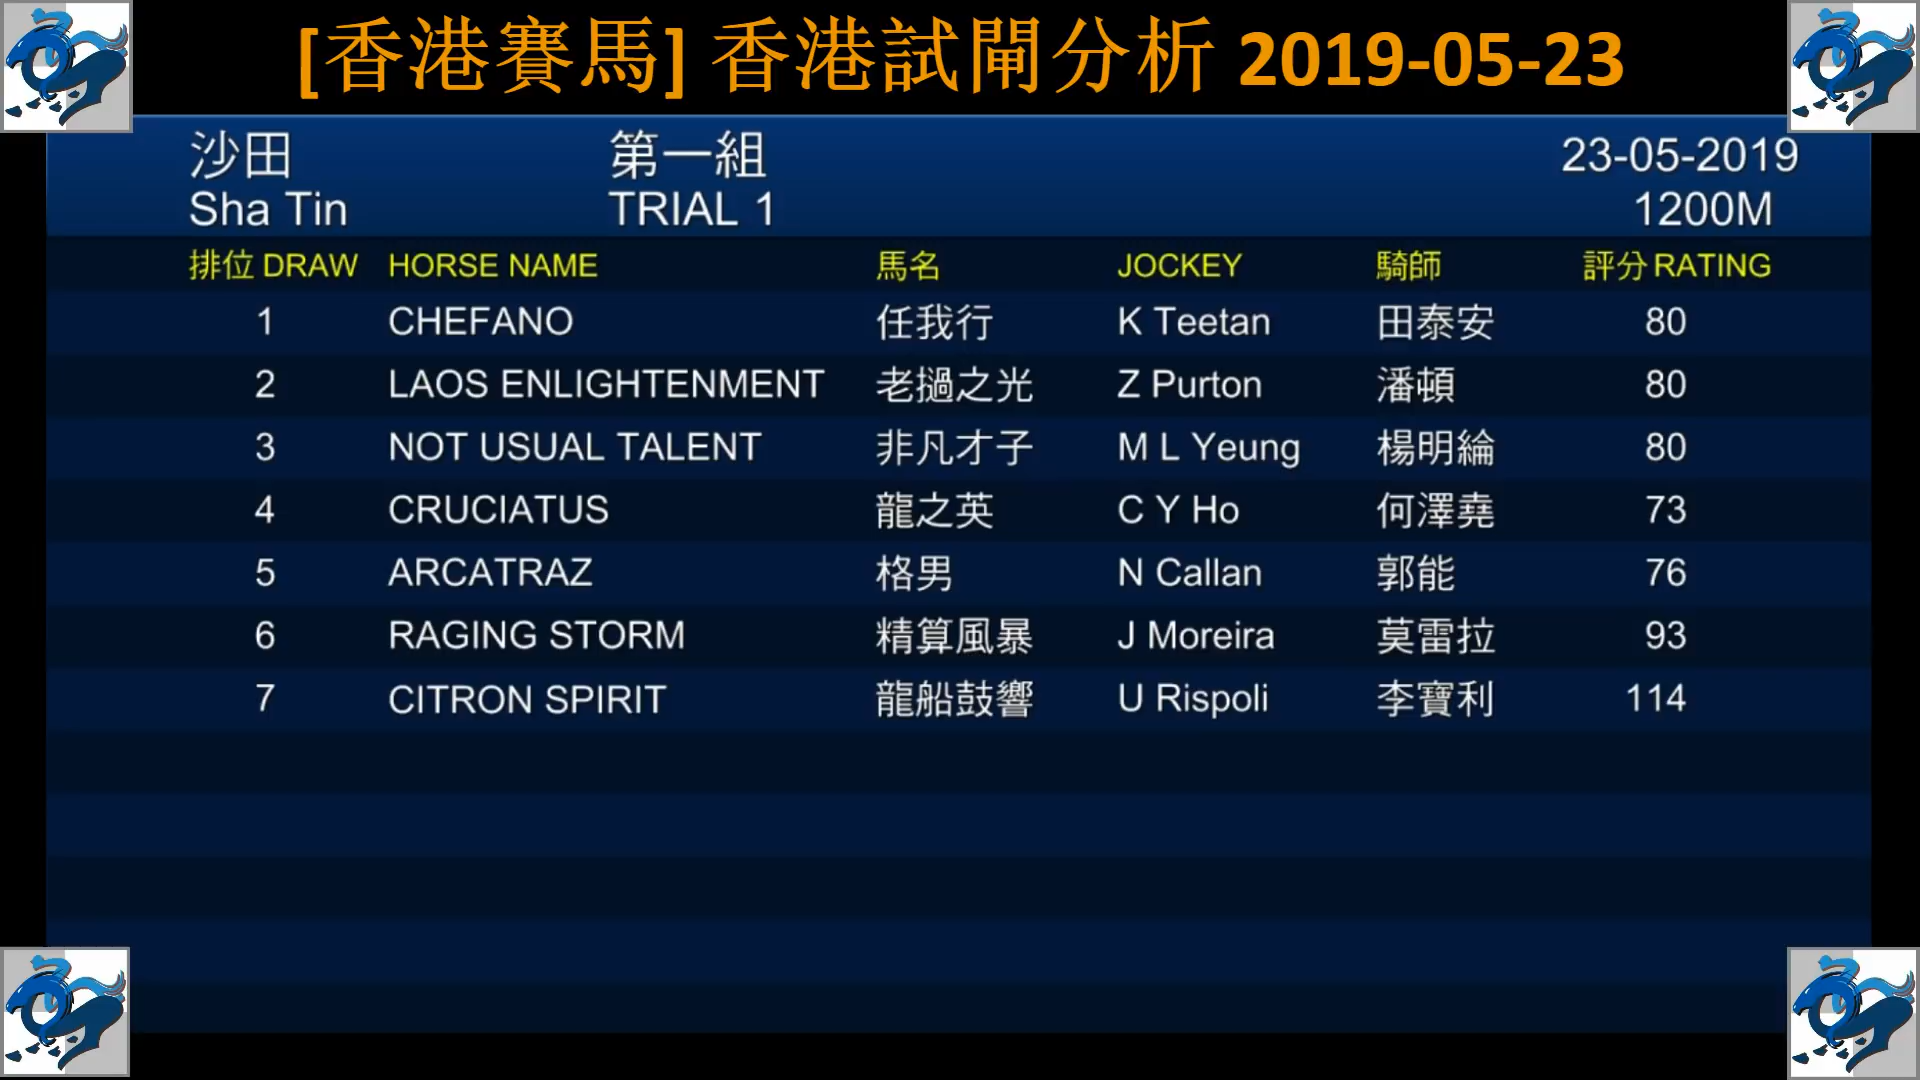 [香港賽馬] 香港試閘分析 2019-05-23
沙田 第一組 23-05-2019
Sha Tin TRIAL 1 1200M
排位 DRAW HORSE NAME 馬名 JOCKEY 騎師 評分 RATING
1 CHEFANO 任我行 K Teetan 田泰安 80
2 LAOS ENLIGHTENMENT 老撾之光 Z Purton 潘頓 80
3 NOT USUAL TALENT 非凡才子 M L Yeung 楊明綸 80
4 CRUCIATUS 龍之英 C Y Ho 何澤堯 73
5 ARCATRAZ 格男 N Callan 郭能 76
6 RAGING STORM 精算風暴 J Moreira 莫雷拉 93
7 CITRON SPIRIT 龍船鼓響 U Rispoli 李寶利 114